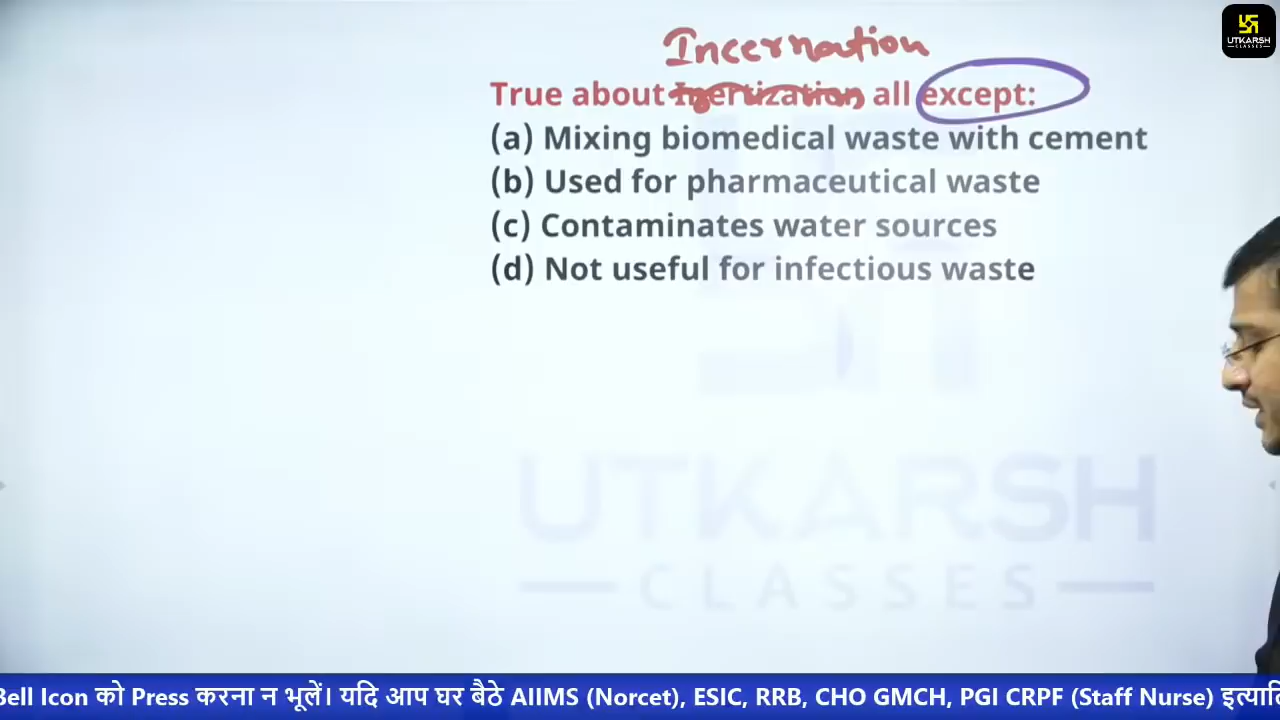 UTKARSH
CLASSES
Incernation
True about Inertization all except:
(a) Mixing biomedical waste with cement
(b) Used for pharmaceutical waste
(c) Contaminates water sources
(d) Not useful for infectious waste
UTKARSH
CLASSES
Bell Icon को Press करना न भूलें। यदि आप घर बैठे AIIMS (Norcet), ESIC, RRB, CHO GMCH, PGI CRPF (Staff Nurse) इत्यादि